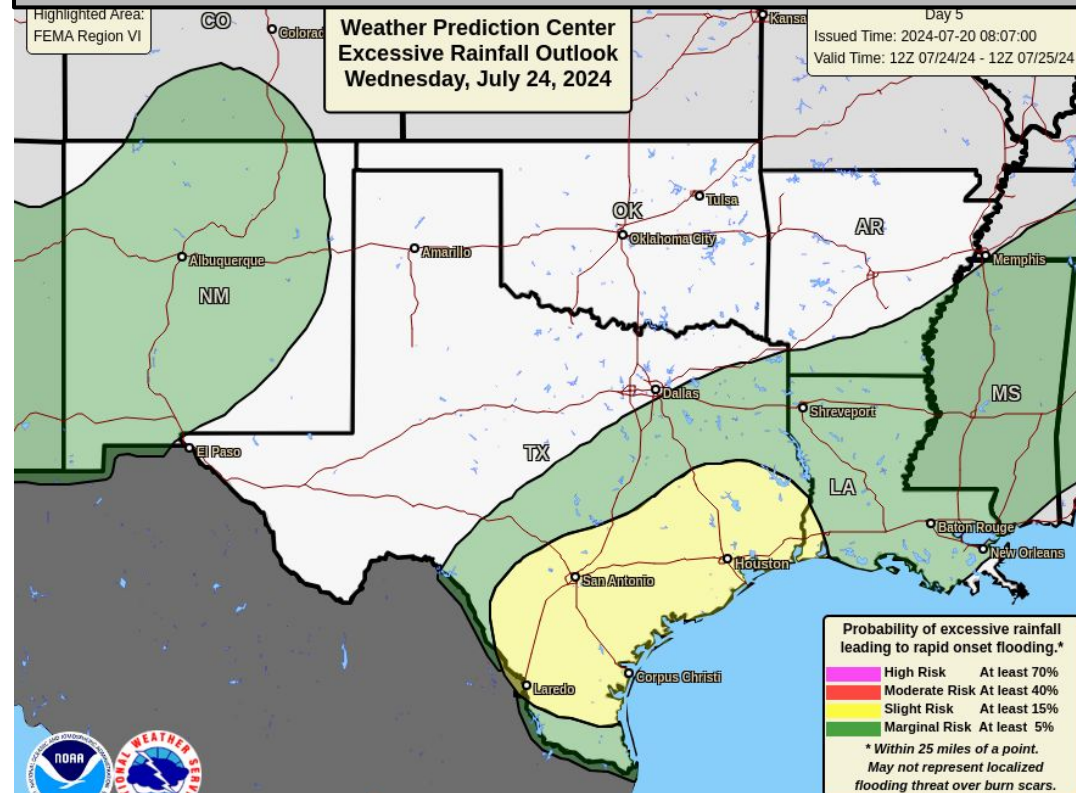 Highlighted Area:
FEMA Region VI
Weather Prediction Center
Excessive Rainfall Outlook
Wednesday, July 24, 2024
Day 5
Issued Time: 2024-07-20 08:07:00
Valid Time: 12Z 07/24/24 - 12Z 07/25/24
CO
Colorad
Kansa
Tulsa
OK
Oklahoma City
AR
Amarillo
Albuquerque
Memphis
NM
Dallas
MS
Shreveport
El Paso
TX
LA
Baton Rouge
New Orleans
Houston
San Antonio
Corpus Christi
Laredo
Probability of excessive rainfall
leading to rapid onset flooding.*
High Risk At least 70%
Moderate Risk At least 40%
Slight Risk At least 15%
Marginal Risk At least 5%
* Within 25 miles of a point.
May not represent localized
flooding threat over burn scars.
NOAA
WEATHER